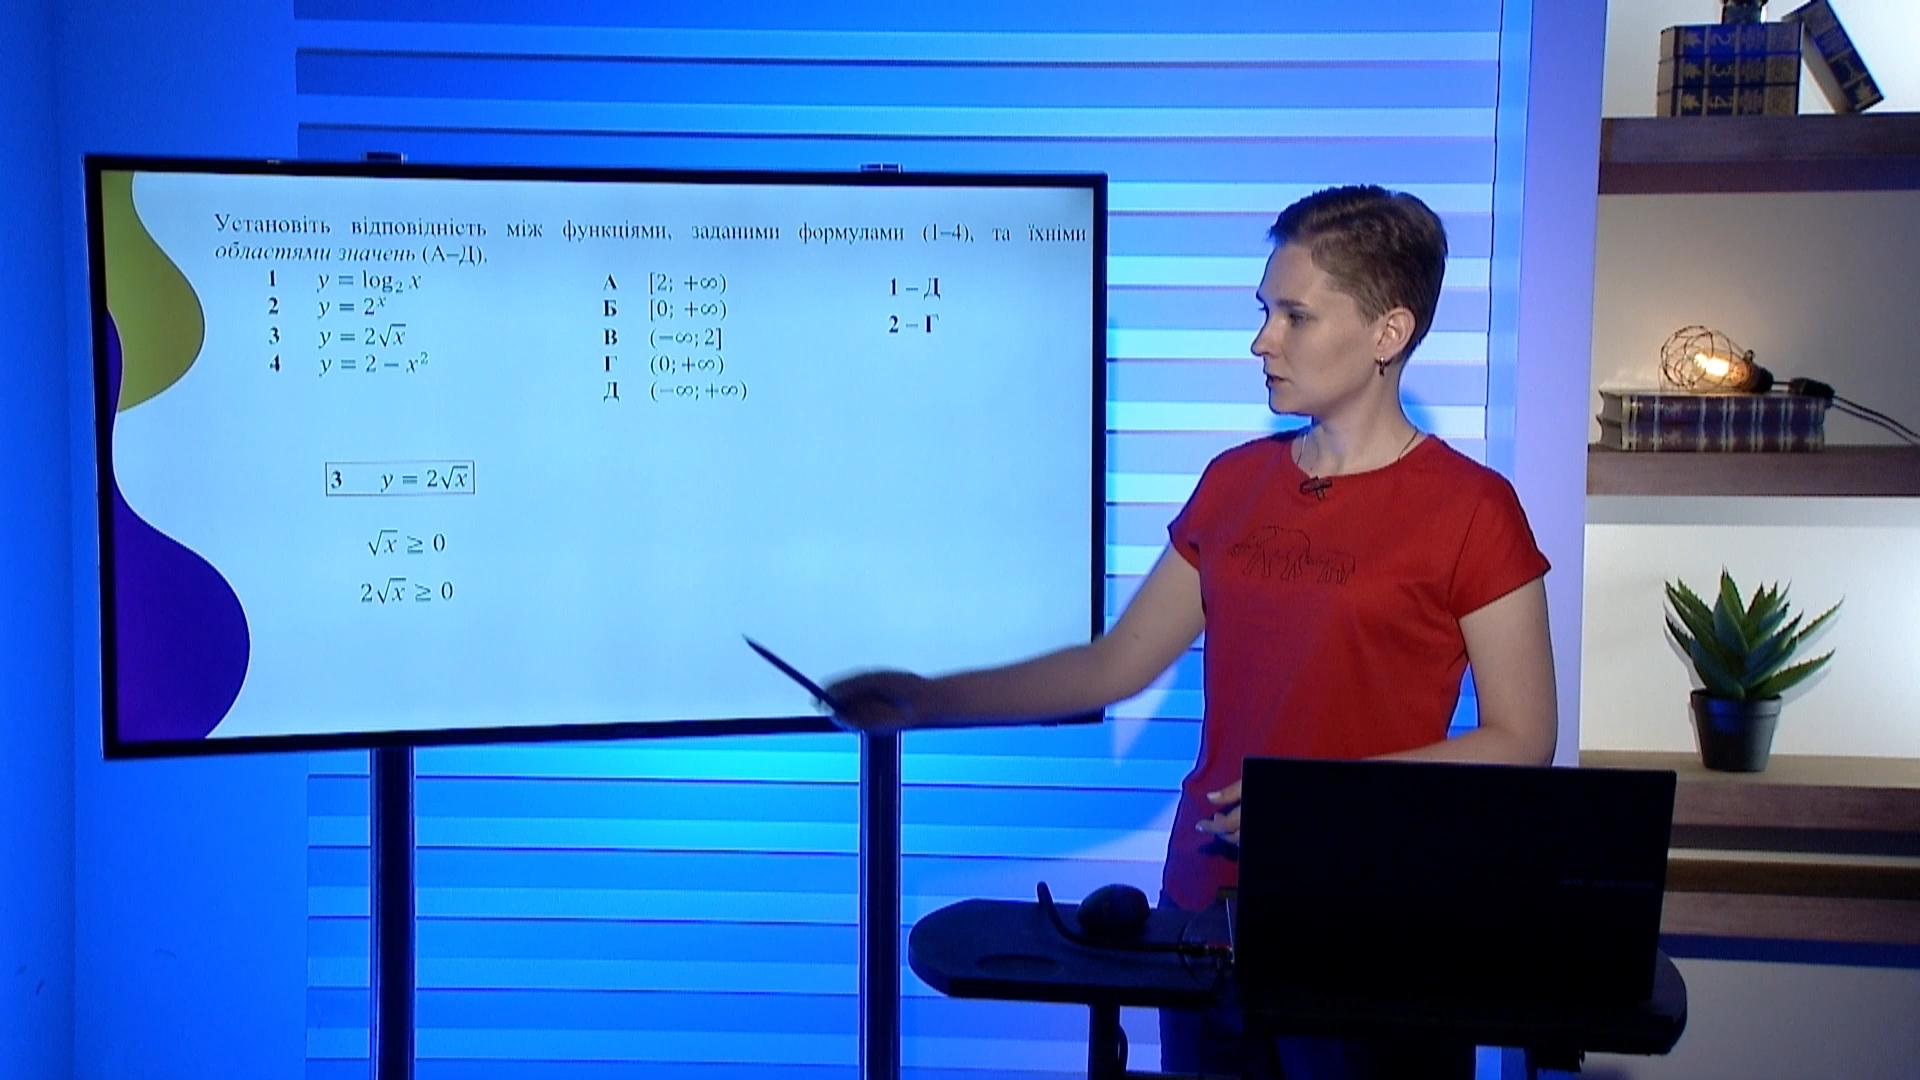 Установіть відповідність між функціями, заданими формулами (1–4), та їхніми
областями значень (А–Д).
1 y = log₂ x
2 y = 2ˣ
3 y = 2√x
4 y = 2 – x²
А [2; +∞)
Б [0; +∞)
В (–∞; 2]
Г (0; +∞)
Д (–∞; +∞)
1 – Д
2 – Г
3 y = 2√x
√x ≥ 0
2√x ≥ 0